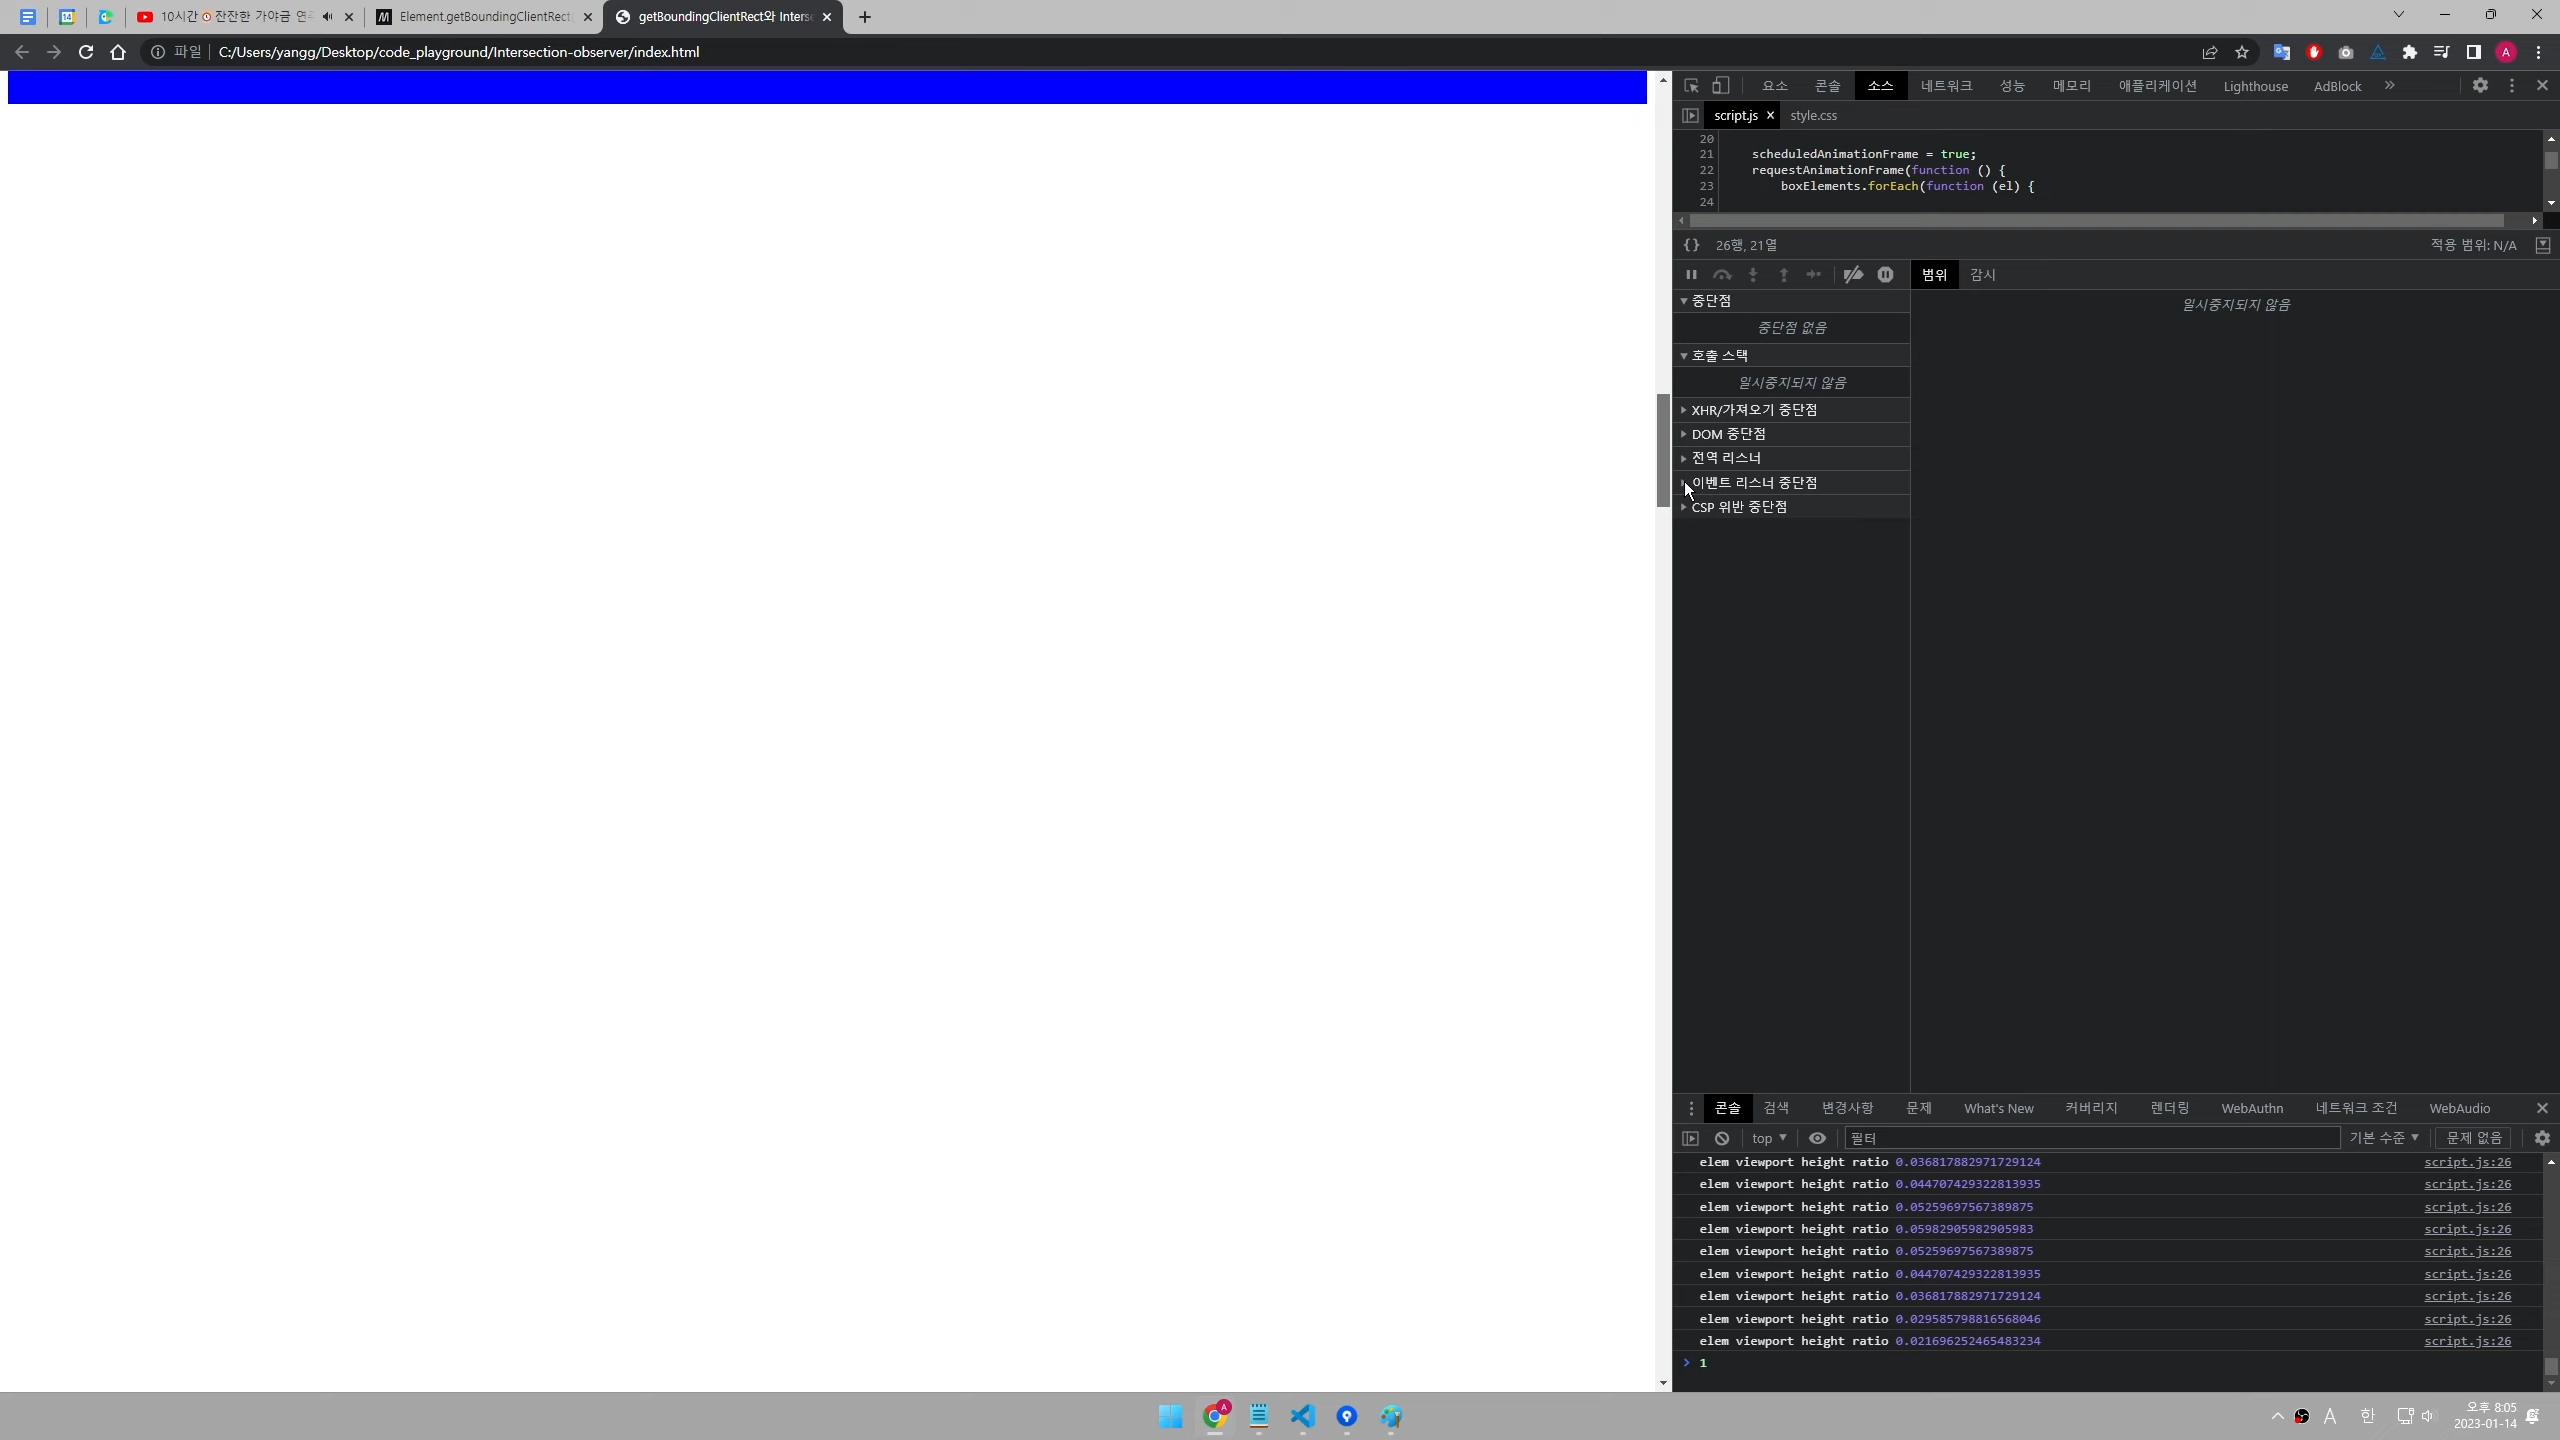 10시간 잔잔한 가야금 연주
Element.getBoundingClientRect
getBoundingClientRect와 Interse
파일 C:/Users/yangg/Desktop/code_playground/Intersection-observer/index.html
요소 콘솔 소스 네트워크 성능 메모리 애플리케이션 Lighthouse AdBlock »
script.js style.css
20
21 scheduledAnimationFrame = true;
22 requestAnimationFrame(function () {
23 boxElements.forEach(function (el) {
24
{} 26행, 21열 적용 범위: N/A
범위 감시
중단점
일시중지되지 않음
중단점 없음
호출 스택
일시중지되지 않음
XHR/가져오기 중단점
DOM 중단점
전역 리스너
이벤트 리스너 중단점
CSP 위반 중단점
콘솔 검색 변경사항 문제 What's New 커버리지 렌더링 WebAuthn 네트워크 조건 WebAudio
top 필터 기본 수준 문제 없음
elem viewport height ratio 0.036817882971729124 script.js:26
elem viewport height ratio 0.044707429322813935 script.js:26
elem viewport height ratio 0.05259697567389875 script.js:26
elem viewport height ratio 0.05982905982905983 script.js:26
elem viewport height ratio 0.05259697567389875 script.js:26
elem viewport height ratio 0.044707429322813935 script.js:26
elem viewport height ratio 0.036817882971729124 script.js:26
elem viewport height ratio 0.029585798816568046 script.js:26
elem viewport height ratio 0.021696252465483234 script.js:26
> 1
A 한 오후 8:05
2023-01-14